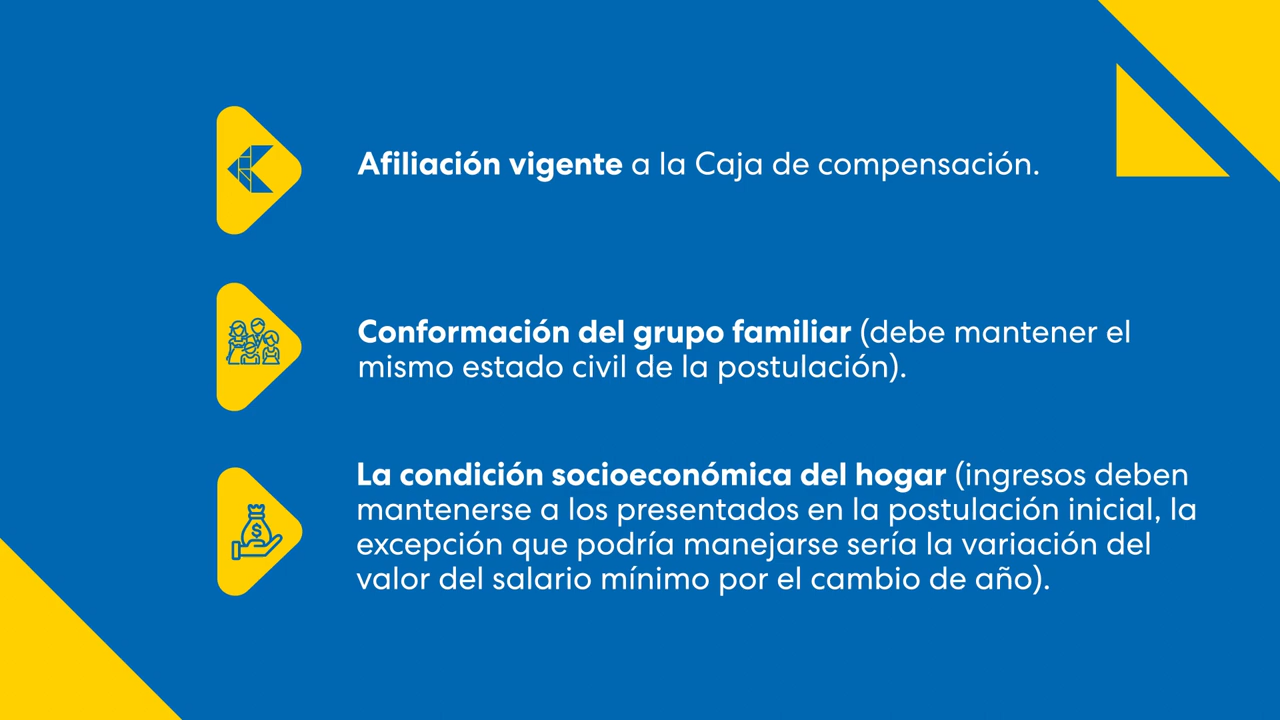 Afiliación vigente a la Caja de compensación.
Conformación del grupo familiar (debe mantener el
mismo estado civil de la postulación).
La condición socioeconómica del hogar (ingresos deben
mantenerse a los presentados en la postulación inicial, la
excepción que podría manejarse sería la variación del
valor del salario mínimo por el cambio de año).